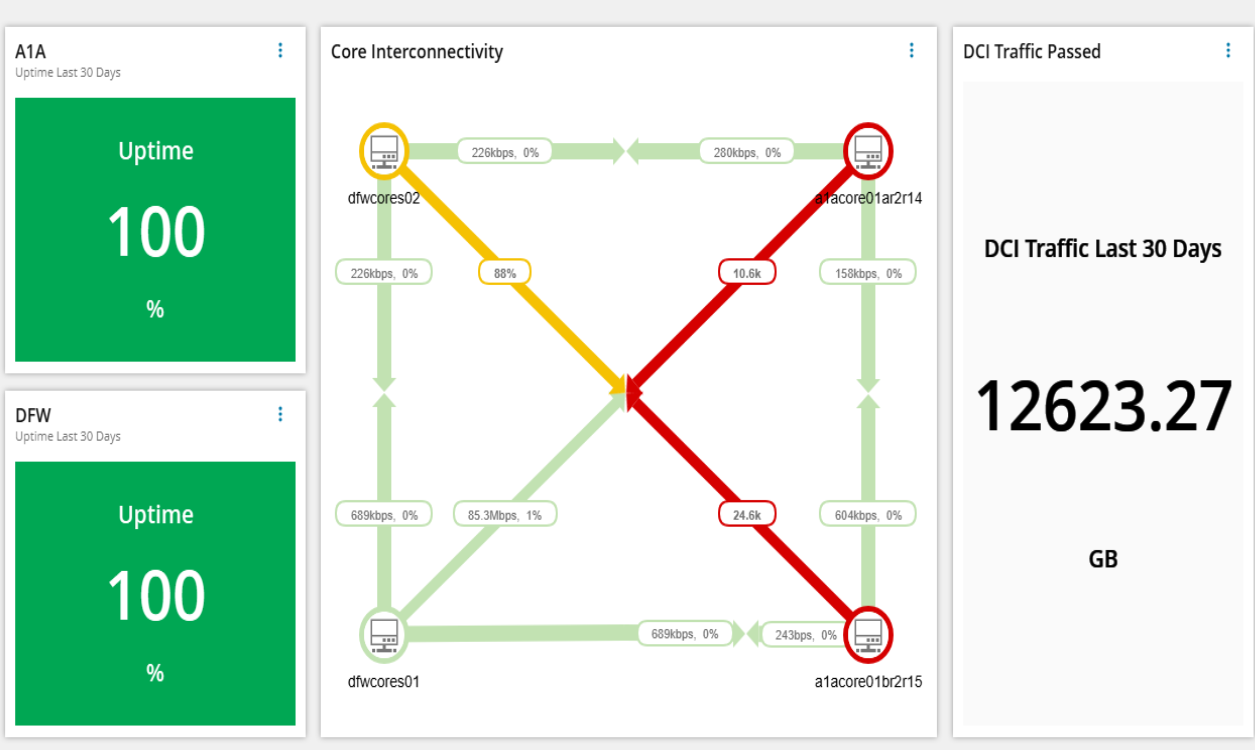 A1A
Uptime Last 30 Days
Uptime
100
%
DFW
Uptime Last 30 Days
Uptime
100
%
Core Interconnectivity
226kbps, 0%
280kbps, 0%
dfwcores02
a1acore01ar2r14
226kbps, 0%
88%
10.6k
158kbps, 0%
689kbps, 0%
85.3Mbps, 1%
24.6k
604kbps, 0%
689kbps, 0%
243bps, 0%
dfwcores01
a1acore01br2r15
DCI Traffic Passed
DCI Traffic Last 30 Days
12623.27
GB